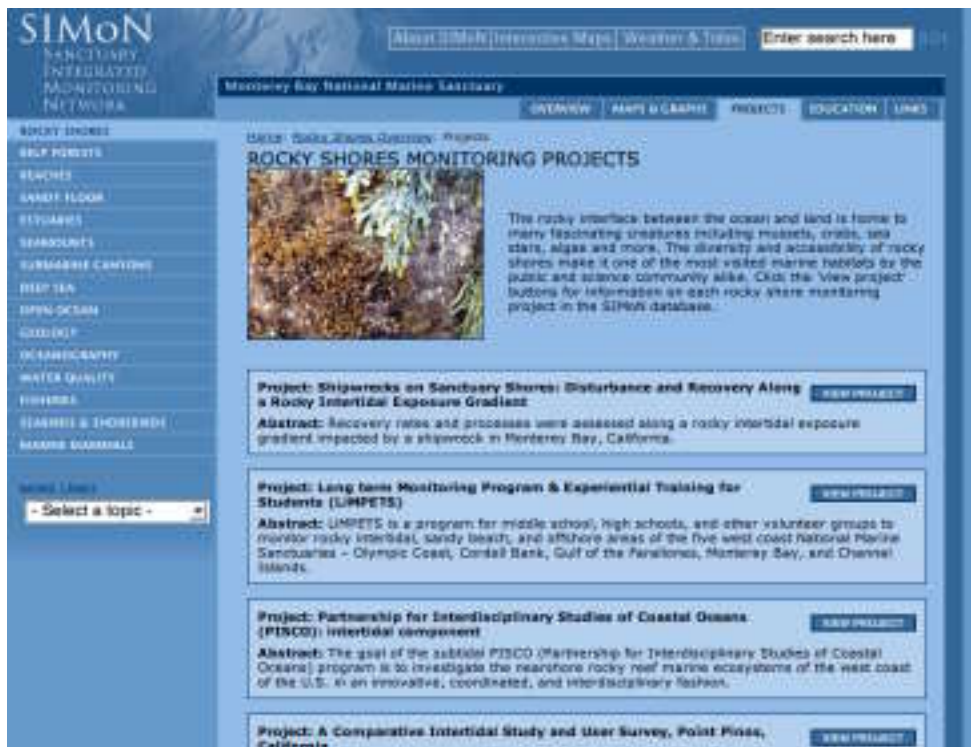 SIMoN
SANCTUARY
INTEGRATED
MONITORING
NETWORK
About SIMoN Interactive Maps Weather & Tides Enter search here
Monterey Bay National Marine Sanctuary
OVERVIEW MAPS & GRAPHS PROJECTS EDUCATION LINKS
ROCKY SHORES
KELP FORESTS
BEACHES
SANDY FLOOR
ESTUARIES
SEAMOUNTS
SUBMARINE CANYONS
DEEP SEA
OPEN OCEAN
GEOLOGY
OCEANOGRAPHY
WATER QUALITY
FISHERIES
SEABIRDS & SHOREBIRDS
MARINE MAMMALS
MORE LINKS
- Select a topic -
Home: Rocky Shores Overview: Projects
ROCKY SHORES MONITORING PROJECTS
The rocky interface between the ocean and land is home to
many fascinating creatures including mussels, crabs, sea
stars, algae and more. The diversity and accessibility of rocky
shores make it one of the most visited marine habitats by the
public and science community alike. Click the 'View project'
buttons for information on each rocky shore monitoring
project in the SIMoN database.
Project: Shipwrecks on Sanctuary Shores: Disturbance and Recovery Along
a Rocky Intertidal Exposure Gradient
VIEW PROJECT
Abstract: Recovery rates and processes were assessed along a rocky intertidal exposure
gradient impacted by a shipwreck in Monterey Bay, California.
Project: Long term Monitoring Program & Experiential Training for
Students (LiMPETS)
VIEW PROJECT
Abstract: LiMPETS is a program for middle school, high schools, and other volunteer groups to
monitor rocky intertidal, sandy beach, and offshore areas of the five west coast National Marine
Sanctuaries - Olympic Coast, Cordell Bank, Gulf of the Farallones, Monterey Bay, and Channel
Islands.
Project: Partnership for Interdisciplinary Studies of Coastal Oceans
(PISCO): intertidal component
VIEW PROJECT
Abstract: The goal of the subtidal PISCO (Partnership for Interdisciplinary Studies of Coastal
Oceans) program is to investigate the nearshore rocky reef marine ecosystems of the west coast
of the U.S. in an innovative, coordinated, and interdisciplinary fashion.
Project: A Comparative Intertidal Study and User Survey, Point Pinos,
California
VIEW PROJECT